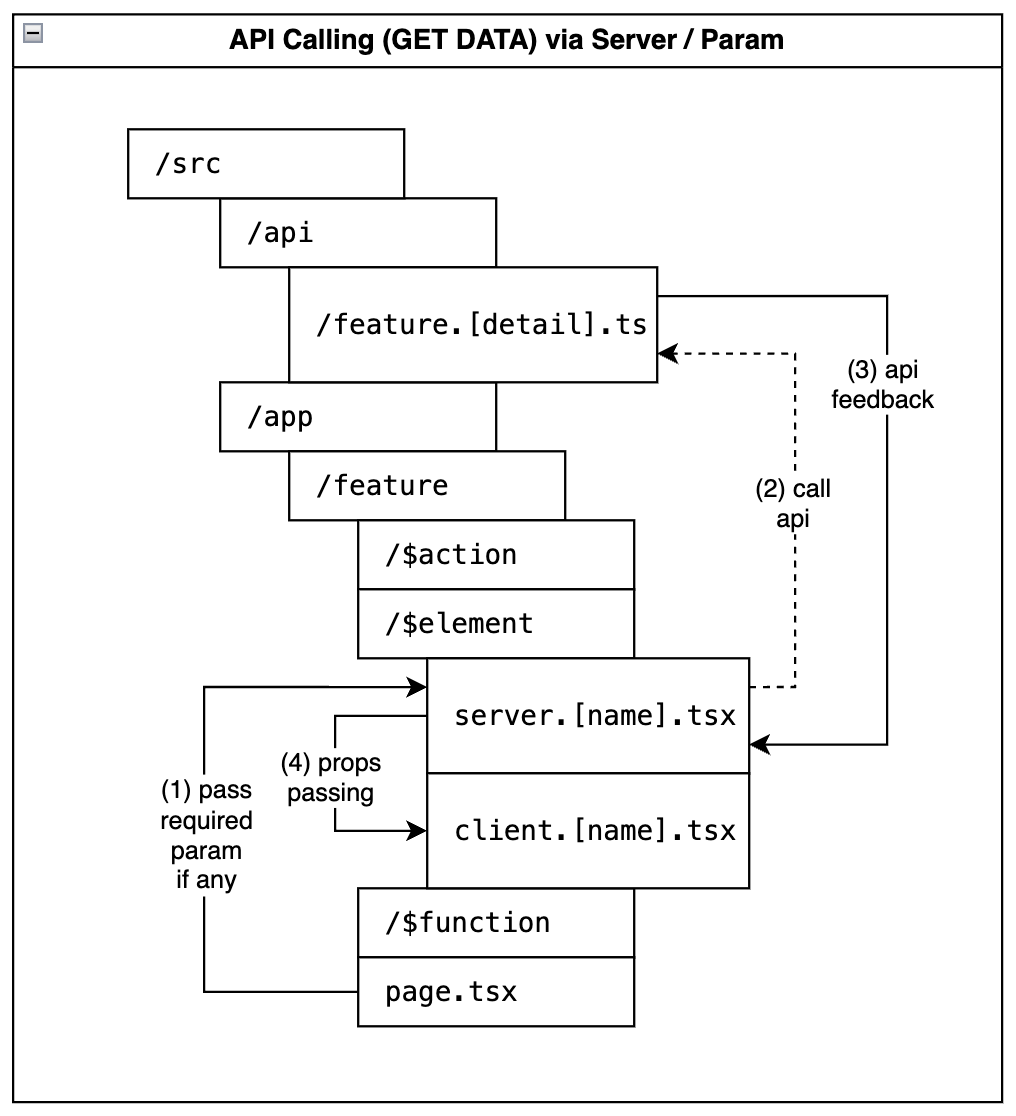 API Calling (GET DATA) via Server / Param
/src
/api
/feature.[detail].ts
(3) api
feedback
/app
/feature
(2) call
api
/$action
/$element
server.[name].tsx
(4) props
passing
(1) pass
required
param
if any
client.[name].tsx
/$function
page.tsx